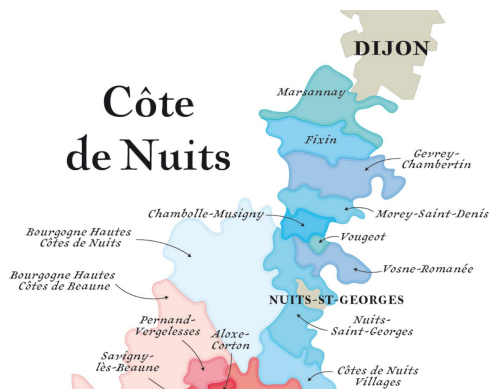 DIJON
Côte
de Nuits
Marsannay
Fixin
Gevrey-
Chambertin
Chambolle-Musigny
Morey-Saint-Denis
Bourgogne Hautes
Côtes de Nuits
Vougeot
Vosne-Romanée
Bourgogne Hautes
Côtes de Beaune
NUITS-ST-GEORGES
Pernand-
Vergelesses
Aloxe-
Corton
Nuits-
Saint-Georges
Savigny-
lès-Beaune
Côtes de Nuits
Villages